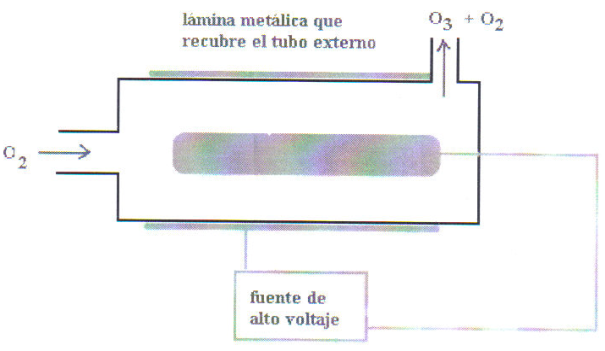 lámina metálica que
recubre el tubo externo
O₃ + O₂
O₂
fuente de
alto voltaje